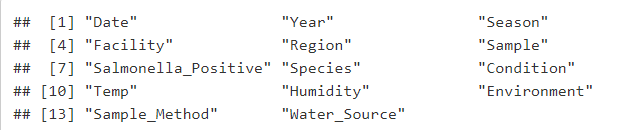 ##  [1] "Date"                "Year"                "Season"
##  [4] "Facility"            "Region"              "Sample"
##  [7] "Salmonella_Positive" "Species"             "Condition"
## [10] "Temp"                "Humidity"            "Environment"
## [13] "Sample_Method"       "Water_Source"